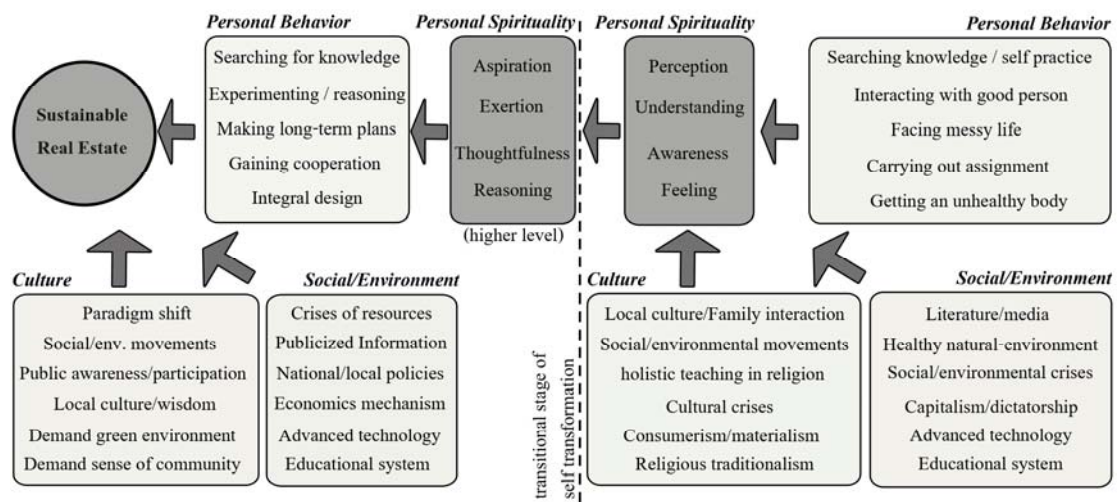 Personal Behavior
Searching for knowledge
Experimenting / reasoning
Making long-term plans
Gaining cooperation
Integral design
Personal Spirituality
Aspiration
Exertion
Thoughtfulness
Reasoning
(higher level)
Personal Spirituality
Perception
Understanding
Awareness
Feeling
Personal Behavior
Searching knowledge / self practice
Interacting with good person
Facing messy life
Carrying out assignment
Getting an unhealthy body
Sustainable
Real Estate
Culture
Paradigm shift
Social/env. movements
Public awareness/participation
Local culture/wisdom
Demand green environment
Demand sense of community
Social/Environment
Crises of resources
Publicized Information
National/local policies
Economics mechanism
Advanced technology
Educational system
transitional stage of
self transformation
Culture
Local culture/Family interaction
Social/environmental movements
holistic teaching in religion
Cultural crises
Consumerism/materialism
Religious traditionalism
Social/Environment
Literature/media
Healthy natural-environment
Social/environmental crises
Capitalism/dictatorship
Advanced technology
Educational system